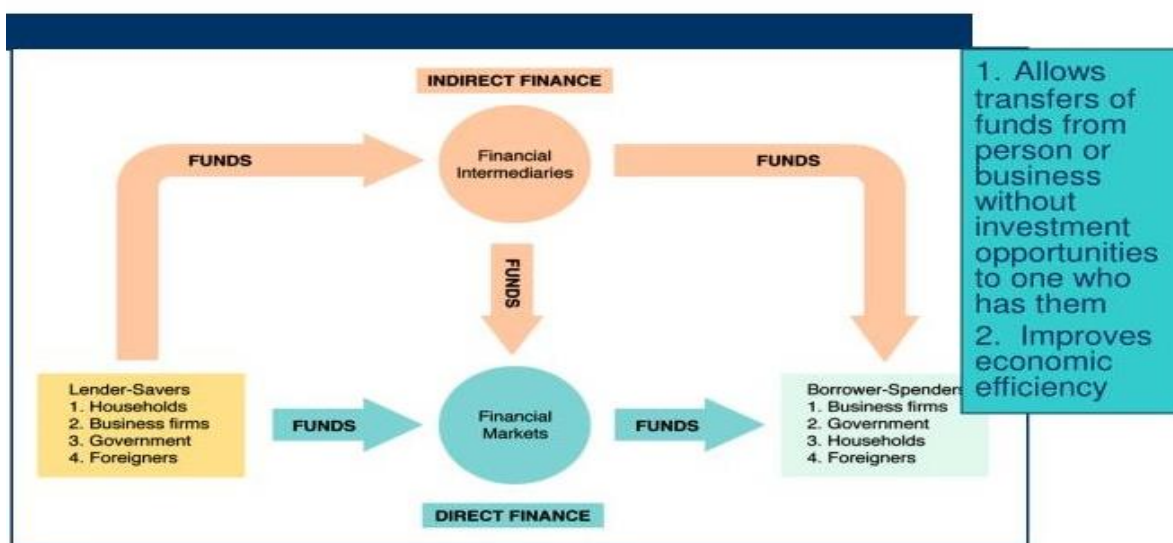 INDIRECT FINANCE
FUNDS
Financial
Intermediaries
FUNDS
FUNDS
Lender-Savers
1. Households
2. Business firms
3. Government
4. Foreigners
FUNDS
Financial
Markets
FUNDS
Borrower-Spenders
1. Business firms
2. Government
3. Households
4. Foreigners
DIRECT FINANCE
1. Allows
transfers of
funds from
person or
business
without
investment
opportunities
to one who
has them
2. Improves
economic
efficiency